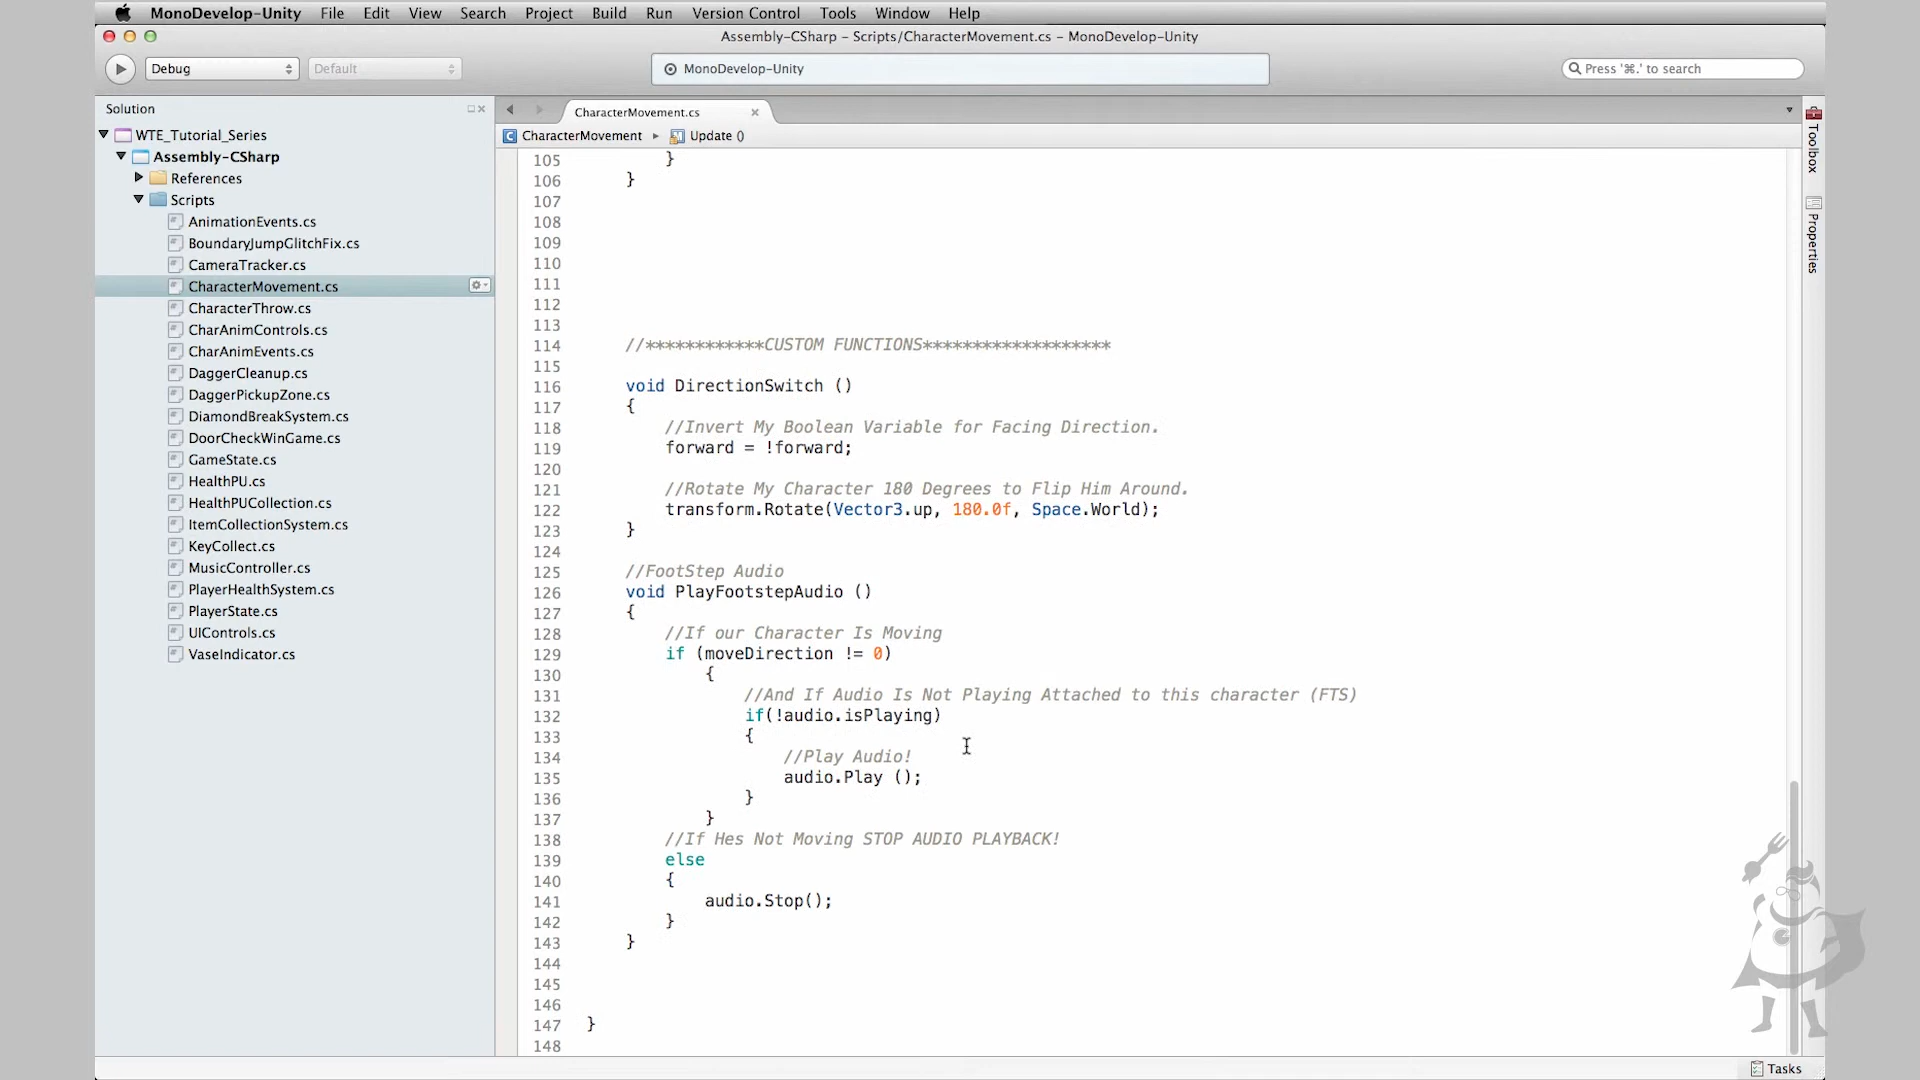 MonoDevelop-Unity File Edit View Search Project Build Run Version Control Tools Window Help
Assembly-CSharp – Scripts/CharacterMovement.cs – MonoDevelop-Unity
Debug Default MonoDevelop-Unity Press '⌘.' to search
Solution
WTE_Tutorial_Series
Assembly-CSharp
References
Scripts
AnimationEvents.cs
BoundaryJumpGlitchFix.cs
CameraTracker.cs
CharacterMovement.cs
CharacterThrow.cs
CharAnimControls.cs
CharAnimEvents.cs
DaggerCleanup.cs
DaggerPickupZone.cs
DiamondBreakSystem.cs
DoorCheckWinGame.cs
GameState.cs
HealthPU.cs
HealthPUCollection.cs
ItemCollectionSystem.cs
KeyCollect.cs
MusicController.cs
PlayerHealthSystem.cs
PlayerState.cs
UIControls.cs
VaseIndicator.cs
CharacterMovement.cs
CharacterMovement Update ()
105 }
106 }
107
108
109
110
111
112
113
114 //************CUSTOM FUNCTIONS*******************
115
116 void DirectionSwitch ()
117 {
118 //Invert My Boolean Variable for Facing Direction.
119 forward = !forward;
120
121 //Rotate My Character 180 Degrees to Flip Him Around.
122 transform.Rotate(Vector3.up, 180.0f, Space.World);
123 }
124
125 //FootStep Audio
126 void PlayFootstepAudio ()
127 {
128 //If our Character Is Moving
129 if (moveDirection != 0)
130 {
131 //And If Audio Is Not Playing Attached to this character (FTS)
132 if(!audio.isPlaying)
133 {
134 //Play Audio!
135 audio.Play ();
136 }
137 }
138 //If Hes Not Moving STOP AUDIO PLAYBACK!
139 else
140 {
141 audio.Stop();
142 }
143 }
144
145
146
147 }
148
Toolbox
Properties
Tasks